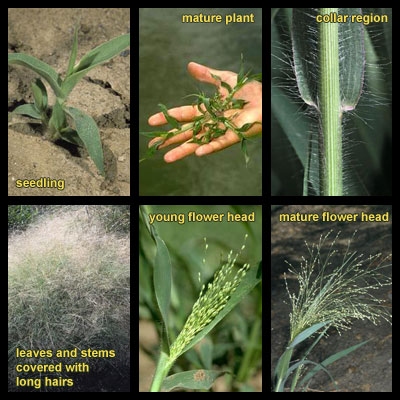 mature plant
collar region
seedling
young flower head
mature flower head
leaves and stems
covered with
long hairs